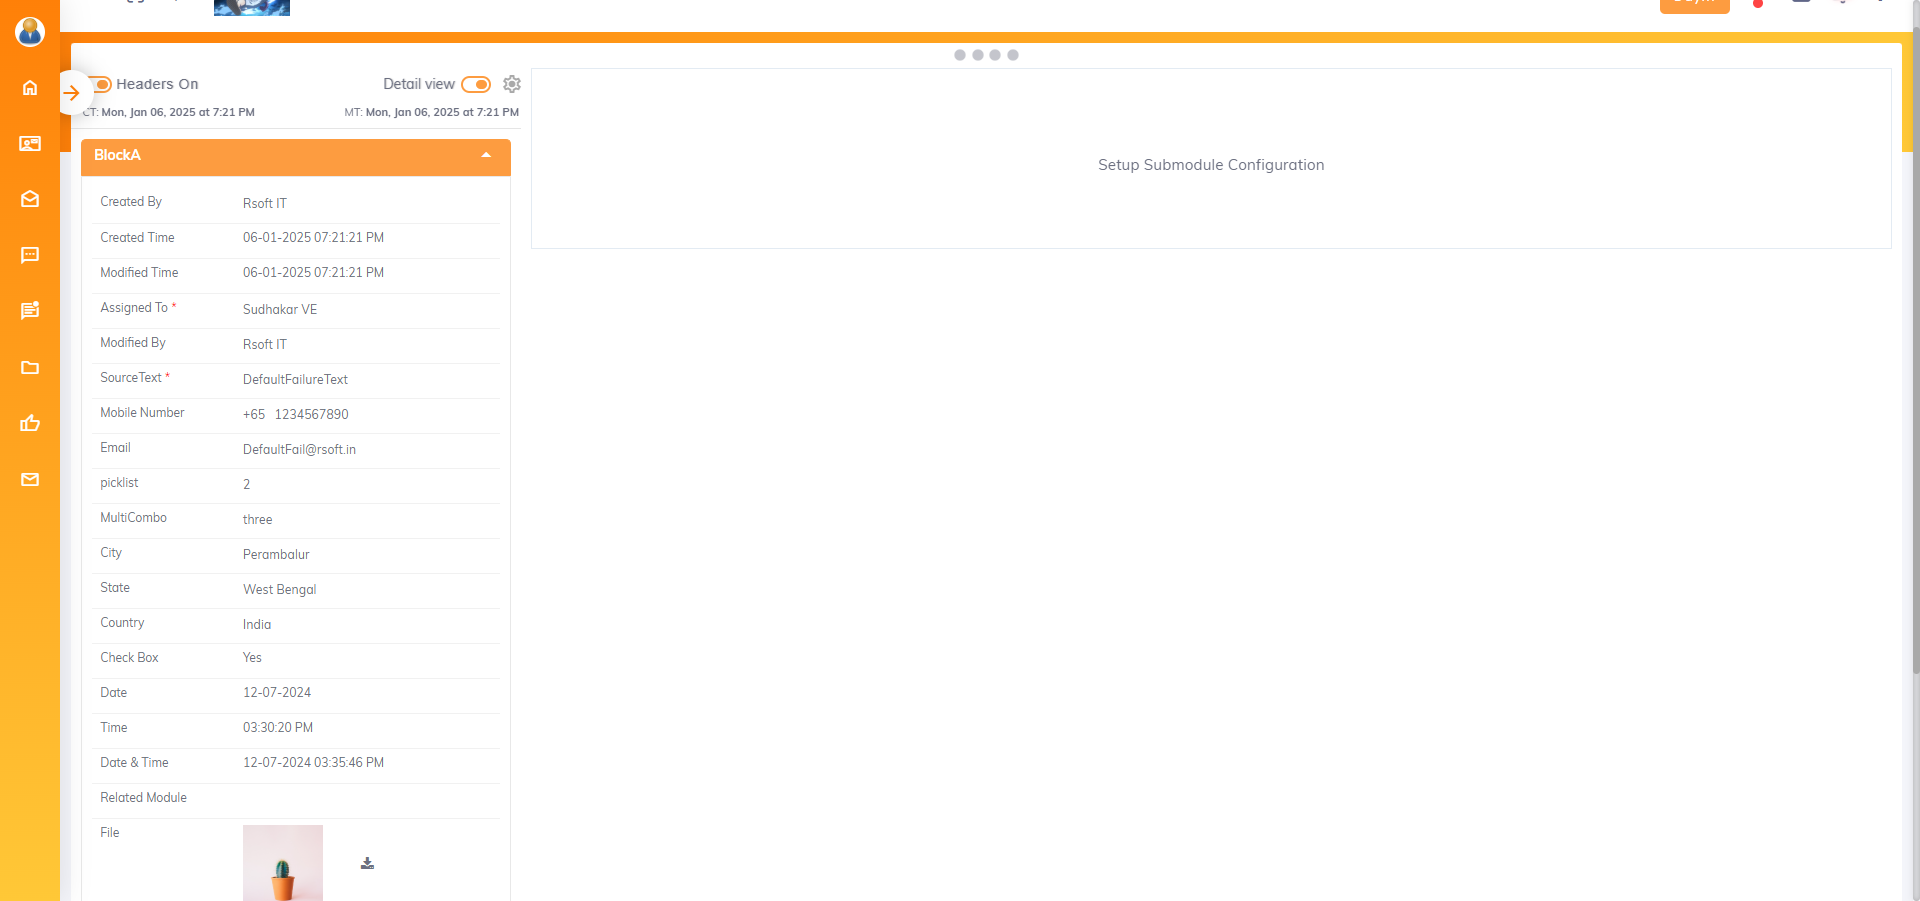 Headers On
Detail view
CT: Mon, Jan 06, 2025 at 7:21 PM
MT: Mon, Jan 06, 2025 at 7:21 PM
BlockA
Created By Rsoft IT
Created Time 06-01-2025 07:21:21 PM
Modified Time 06-01-2025 07:21:21 PM
Assigned To * Sudhakar VE
Modified By Rsoft IT
SourceText * DefaultFailureText
Mobile Number +65 1234567890
Email DefaultFail@rsoft.in
picklist 2
MultiCombo three
City Perambalur
State West Bengal
Country India
Check Box Yes
Date 12-07-2024
Time 03:30:20 PM
Date & Time 12-07-2024 03:35:46 PM
Related Module
File
Setup Submodule Configuration